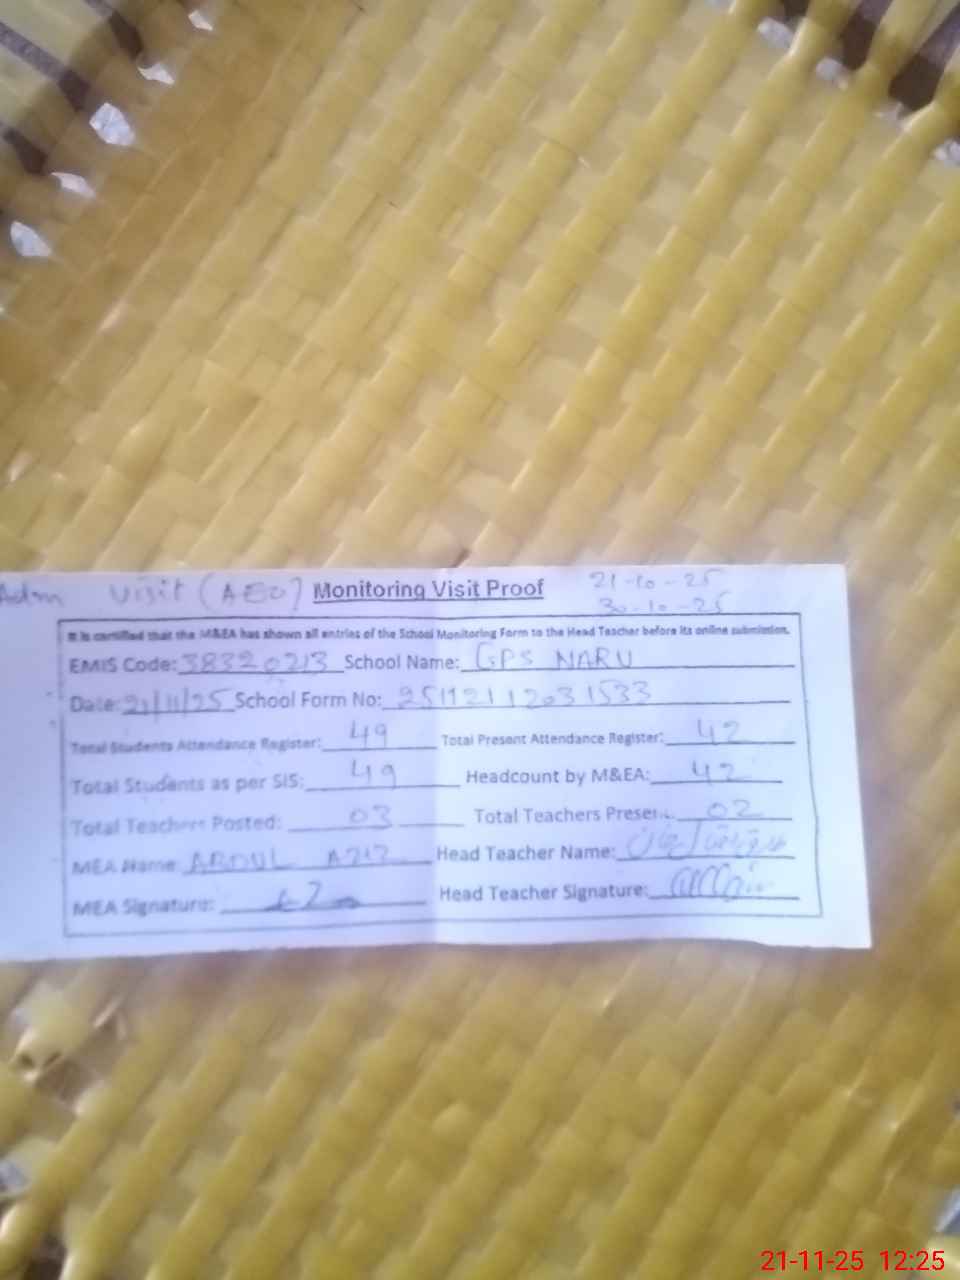 Adm Visit (AEO) Monitoring Visit Proof 21-10-25
30-10-25
It is certified that the M&EA has shown all entries of the School Monitoring Form to the Head Teacher before its online submission.
EMIS Code: 38320213 School Name: GPS NARU
Date: 21/11/25 School Form No: 25112112031533
Total Students Attendance Register: 49 Total Present Attendance Register: 42
Total Students as per SIS: 49 Headcount by M&EA: 42
Total Teachers Posted: 03 Total Teachers Present: 02
MEA Name: ABDUL AZIZ Head Teacher Name:
MEA Signature: Head Teacher Signature:
21-11-25 12:25